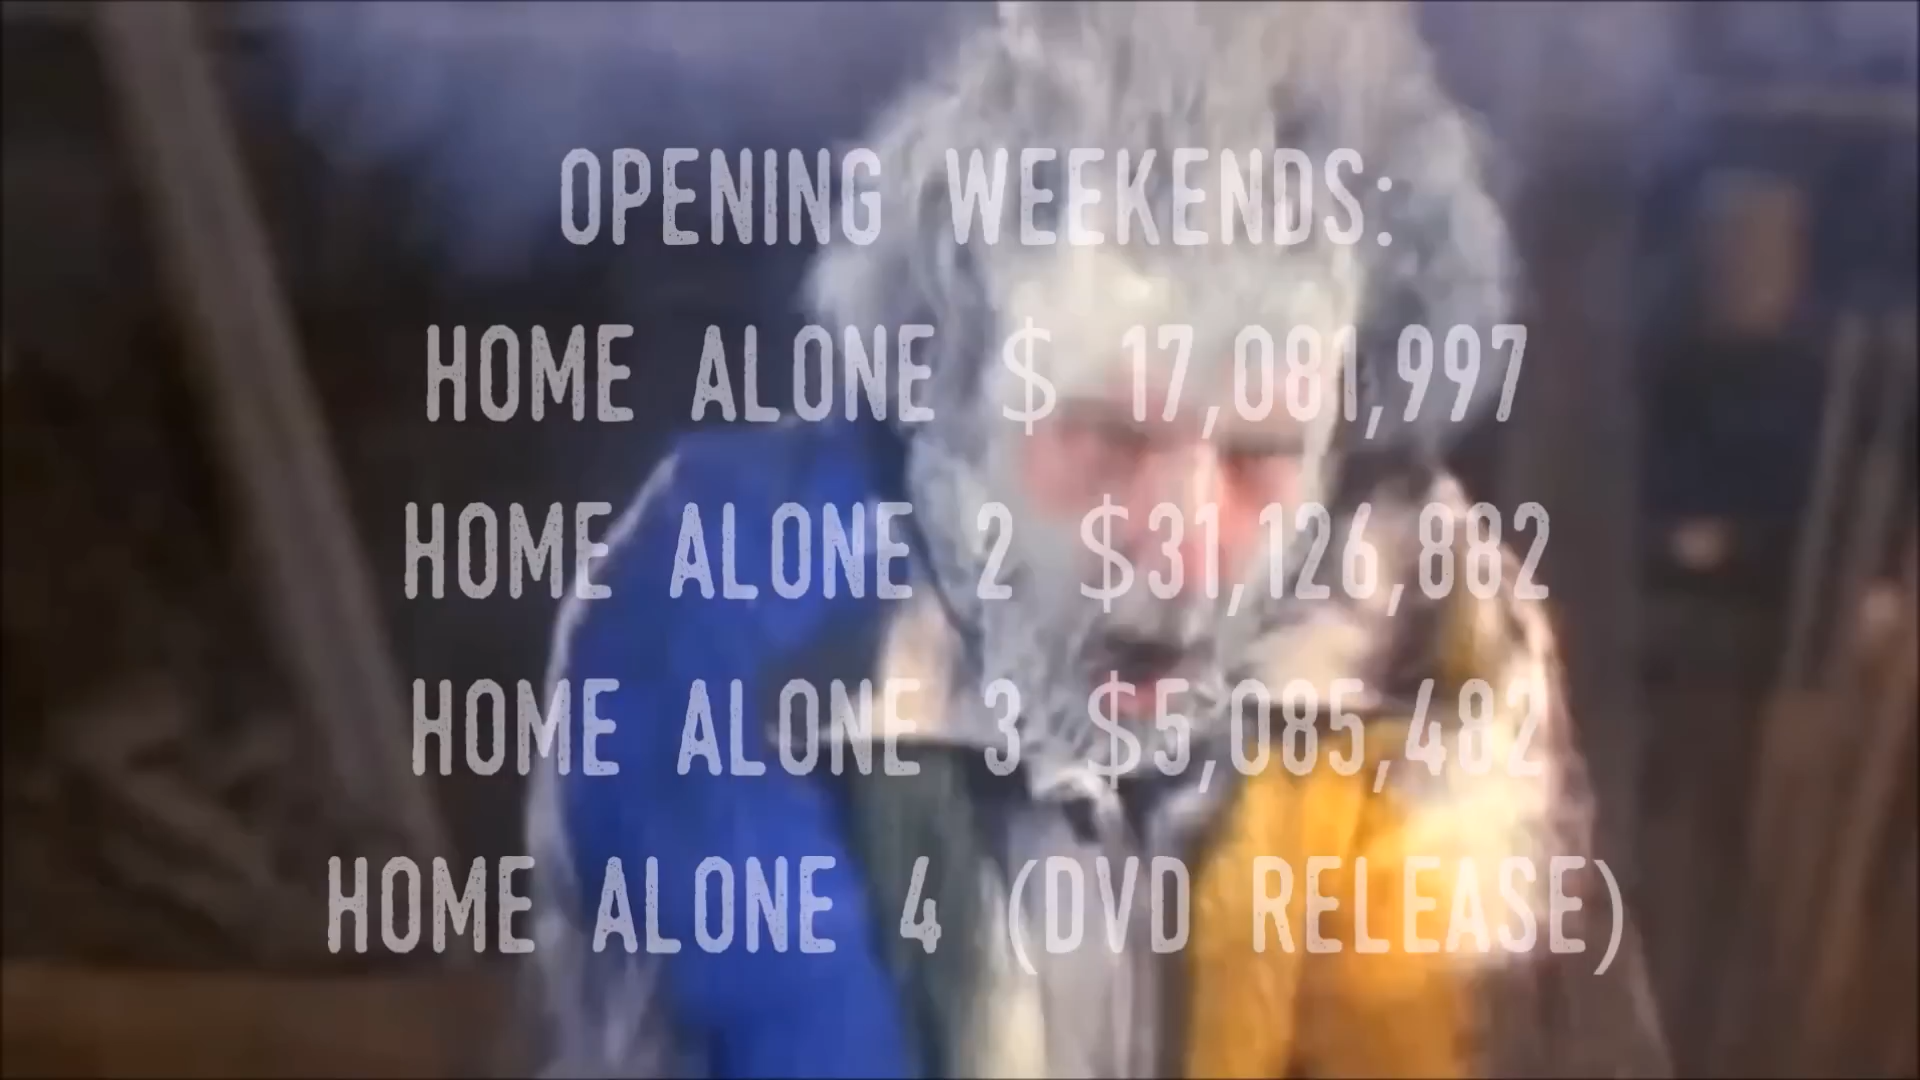 OPENING WEEKENDS:
HOME ALONE $ 17,081,997
HOME ALONE 2 $31,126,882
HOME ALONE 3 $5,085,482
HOME ALONE 4 (DVD RELEASE)